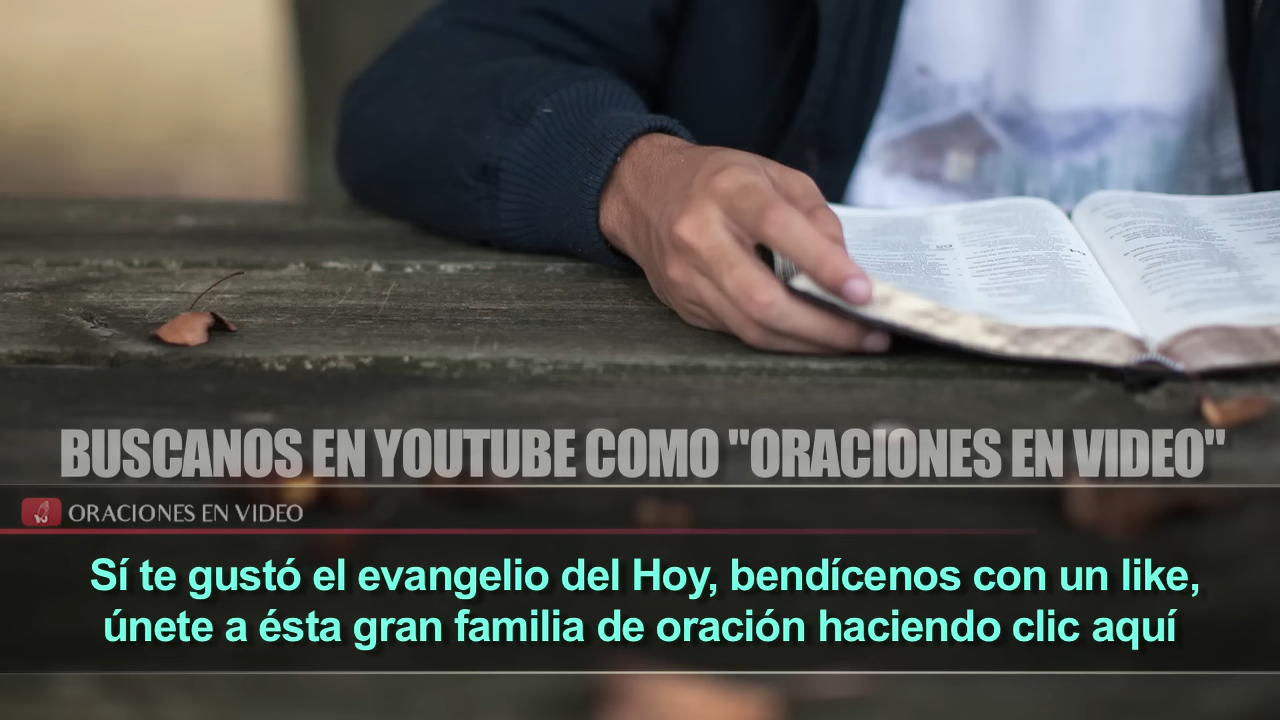 BUSCANOS EN YOUTUBE COMO "ORACIONES EN VIDEO"
ORACIONES EN VIDEO
Sí te gustó el evangelio del Hoy, bendícenos con un like,
únete a ésta gran familia de oración haciendo clic aquí